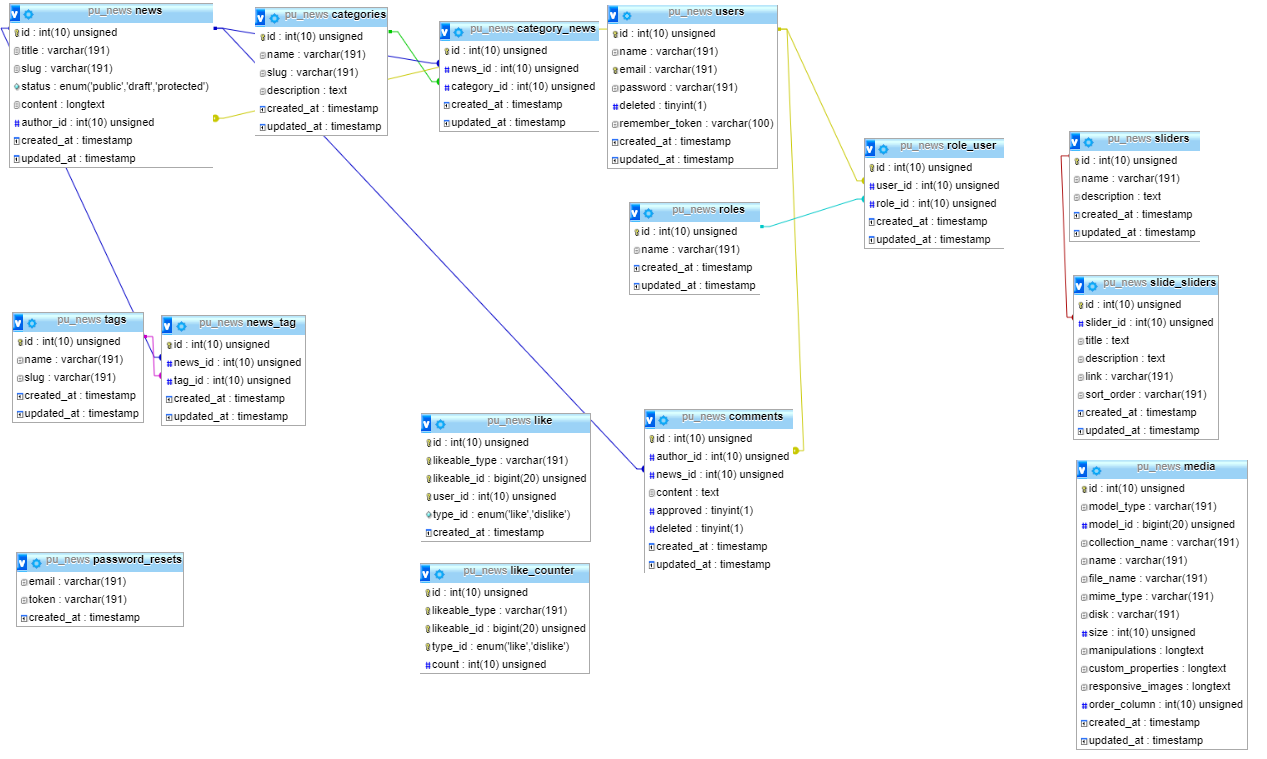 pu_news news
id : int(10) unsigned
title : varchar(191)
slug : varchar(191)
status : enum('public','draft','protected')
content : longtext
author_id : int(10) unsigned
created_at : timestamp
updated_at : timestamp
pu_news categories
id : int(10) unsigned
name : varchar(191)
slug : varchar(191)
description : text
created_at : timestamp
updated_at : timestamp
pu_news category_news
id : int(10) unsigned
news_id : int(10) unsigned
category_id : int(10) unsigned
created_at : timestamp
updated_at : timestamp
pu_news users
id : int(10) unsigned
name : varchar(191)
email : varchar(191)
password : varchar(191)
deleted : tinyint(1)
remember_token : varchar(100)
created_at : timestamp
updated_at : timestamp
pu_news role_user
id : int(10) unsigned
user_id : int(10) unsigned
role_id : int(10) unsigned
created_at : timestamp
updated_at : timestamp
pu_news sliders
id : int(10) unsigned
name : varchar(191)
description : text
created_at : timestamp
updated_at : timestamp
pu_news roles
id : int(10) unsigned
name : varchar(191)
created_at : timestamp
updated_at : timestamp
pu_news slide_sliders
id : int(10) unsigned
slider_id : int(10) unsigned
title : text
description : text
link : varchar(191)
sort_order : varchar(191)
created_at : timestamp
updated_at : timestamp
pu_news tags
id : int(10) unsigned
name : varchar(191)
slug : varchar(191)
created_at : timestamp
updated_at : timestamp
pu_news news_tag
id : int(10) unsigned
news_id : int(10) unsigned
tag_id : int(10) unsigned
created_at : timestamp
updated_at : timestamp
pu_news like
id : int(10) unsigned
likeable_type : varchar(191)
likeable_id : bigint(20) unsigned
user_id : int(10) unsigned
type_id : enum('like','dislike')
created_at : timestamp
pu_news comments
id : int(10) unsigned
author_id : int(10) unsigned
news_id : int(10) unsigned
content : text
approved : tinyint(1)
deleted : tinyint(1)
created_at : timestamp
updated_at : timestamp
pu_news media
id : int(10) unsigned
model_type : varchar(191)
model_id : bigint(20) unsigned
collection_name : varchar(191)
name : varchar(191)
file_name : varchar(191)
mime_type : varchar(191)
disk : varchar(191)
size : int(10) unsigned
manipulations : longtext
custom_properties : longtext
responsive_images : longtext
order_column : int(10) unsigned
created_at : timestamp
updated_at : timestamp
pu_news password_resets
email : varchar(191)
token : varchar(191)
created_at : timestamp
pu_news like_counter
id : int(10) unsigned
likeable_type : varchar(191)
likeable_id : bigint(20) unsigned
type_id : enum('like','dislike')
count : int(10) unsigned